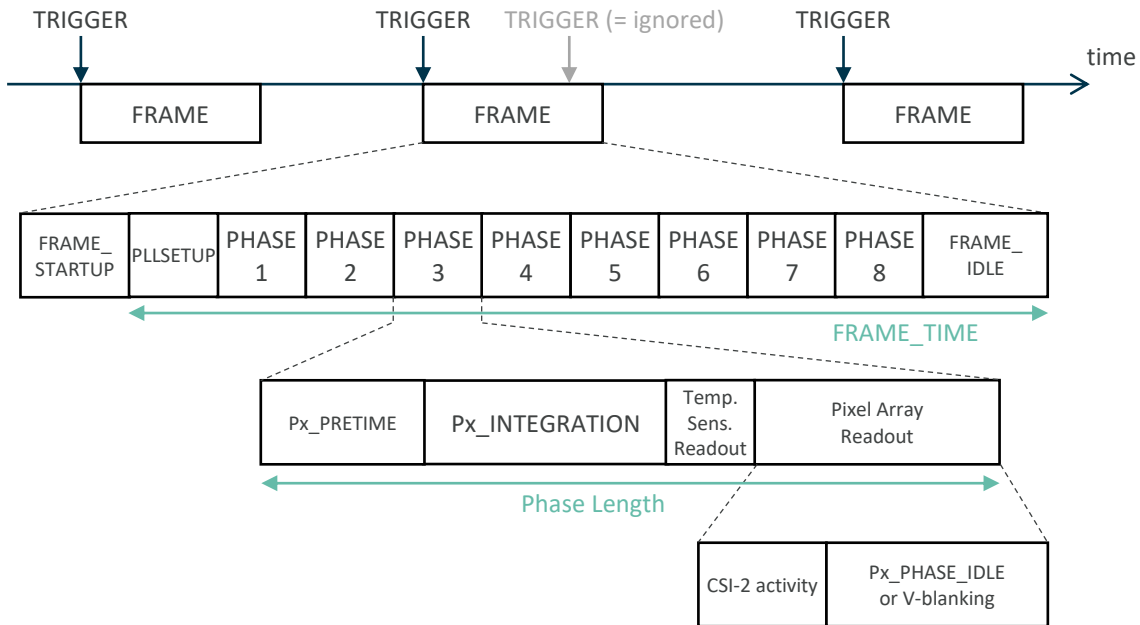 TRIGGER
TRIGGER
TRIGGER (= ignored)
TRIGGER
time
FRAME
FRAME
FRAME
FRAME_
STARTUP
PLLSETUP
PHASE
1
PHASE
2
PHASE
3
PHASE
4
PHASE
5
PHASE
6
PHASE
7
PHASE
8
FRAME_
IDLE
FRAME_TIME
Px_PRETIME
Px_INTEGRATION
Temp.
Sens.
Readout
Pixel Array
Readout
Phase Length
CSI-2 activity
Px_PHASE_IDLE
or V-blanking